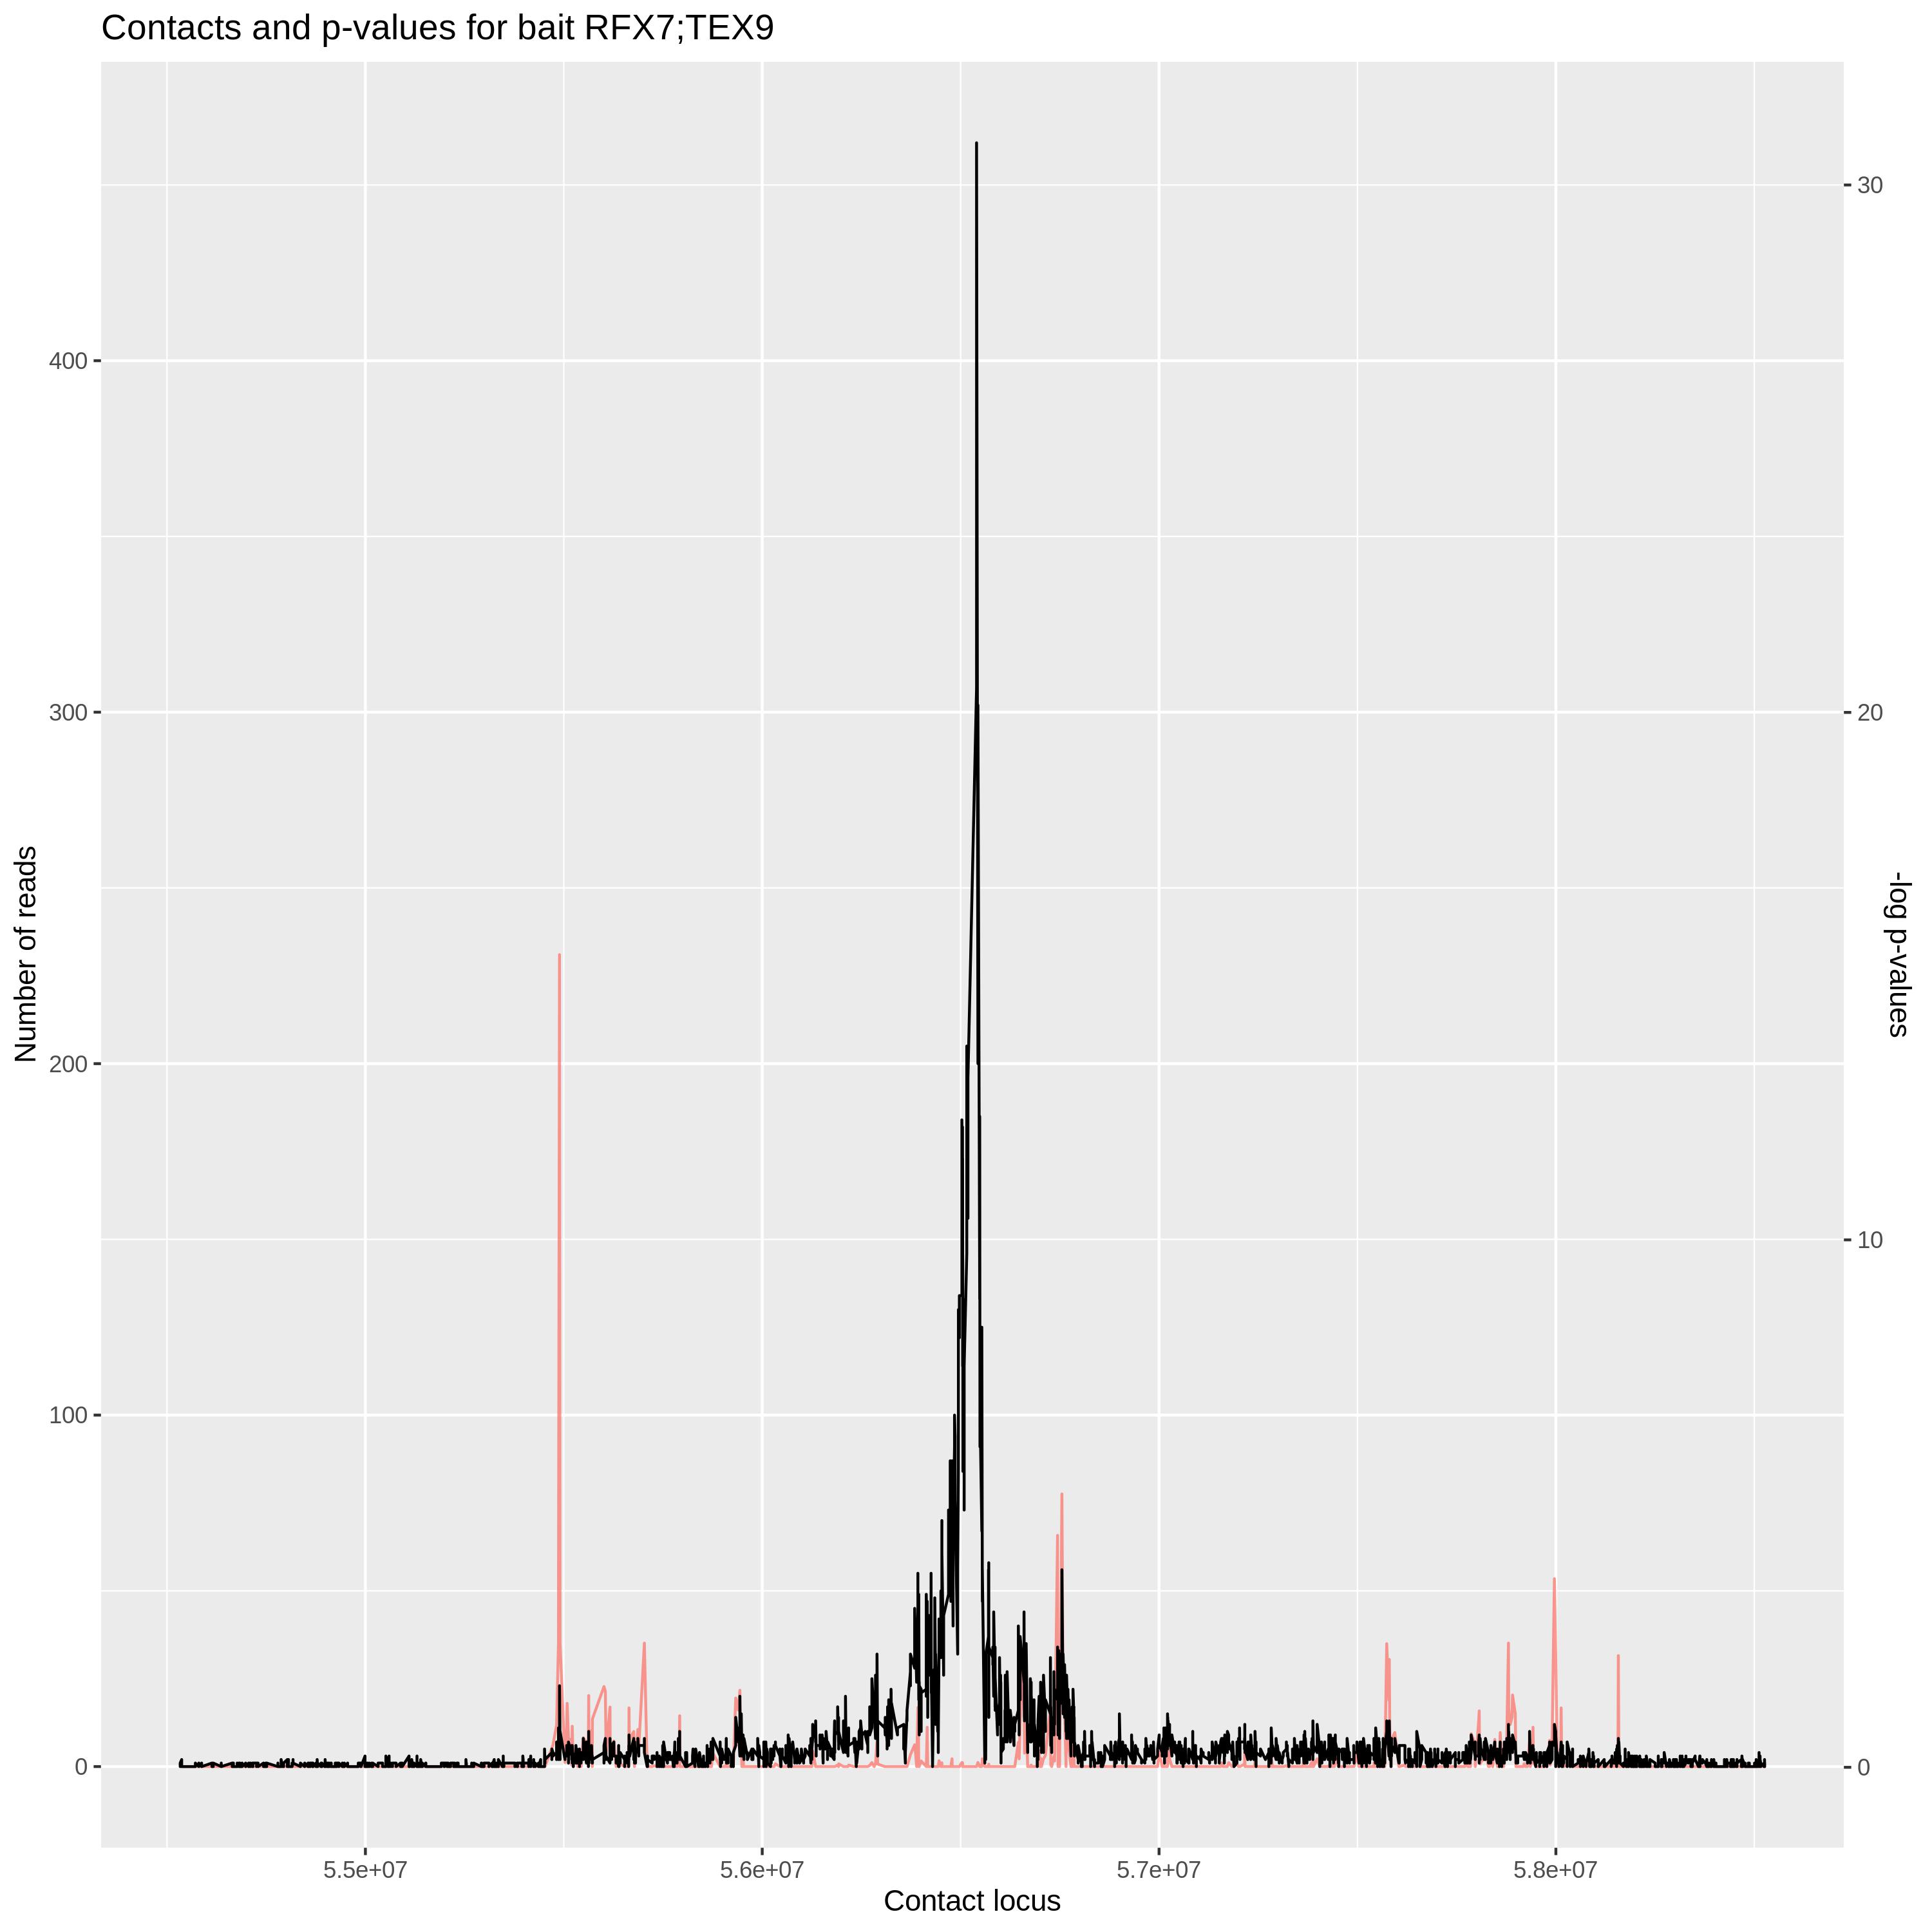 Contacts and p-values for bait RFX7;TEX9
Number of reads
400
300
200
100
0
30
20
10
0
-log p-values
5.5e+07 5.6e+07 5.7e+07 5.8e+07
Contact locus